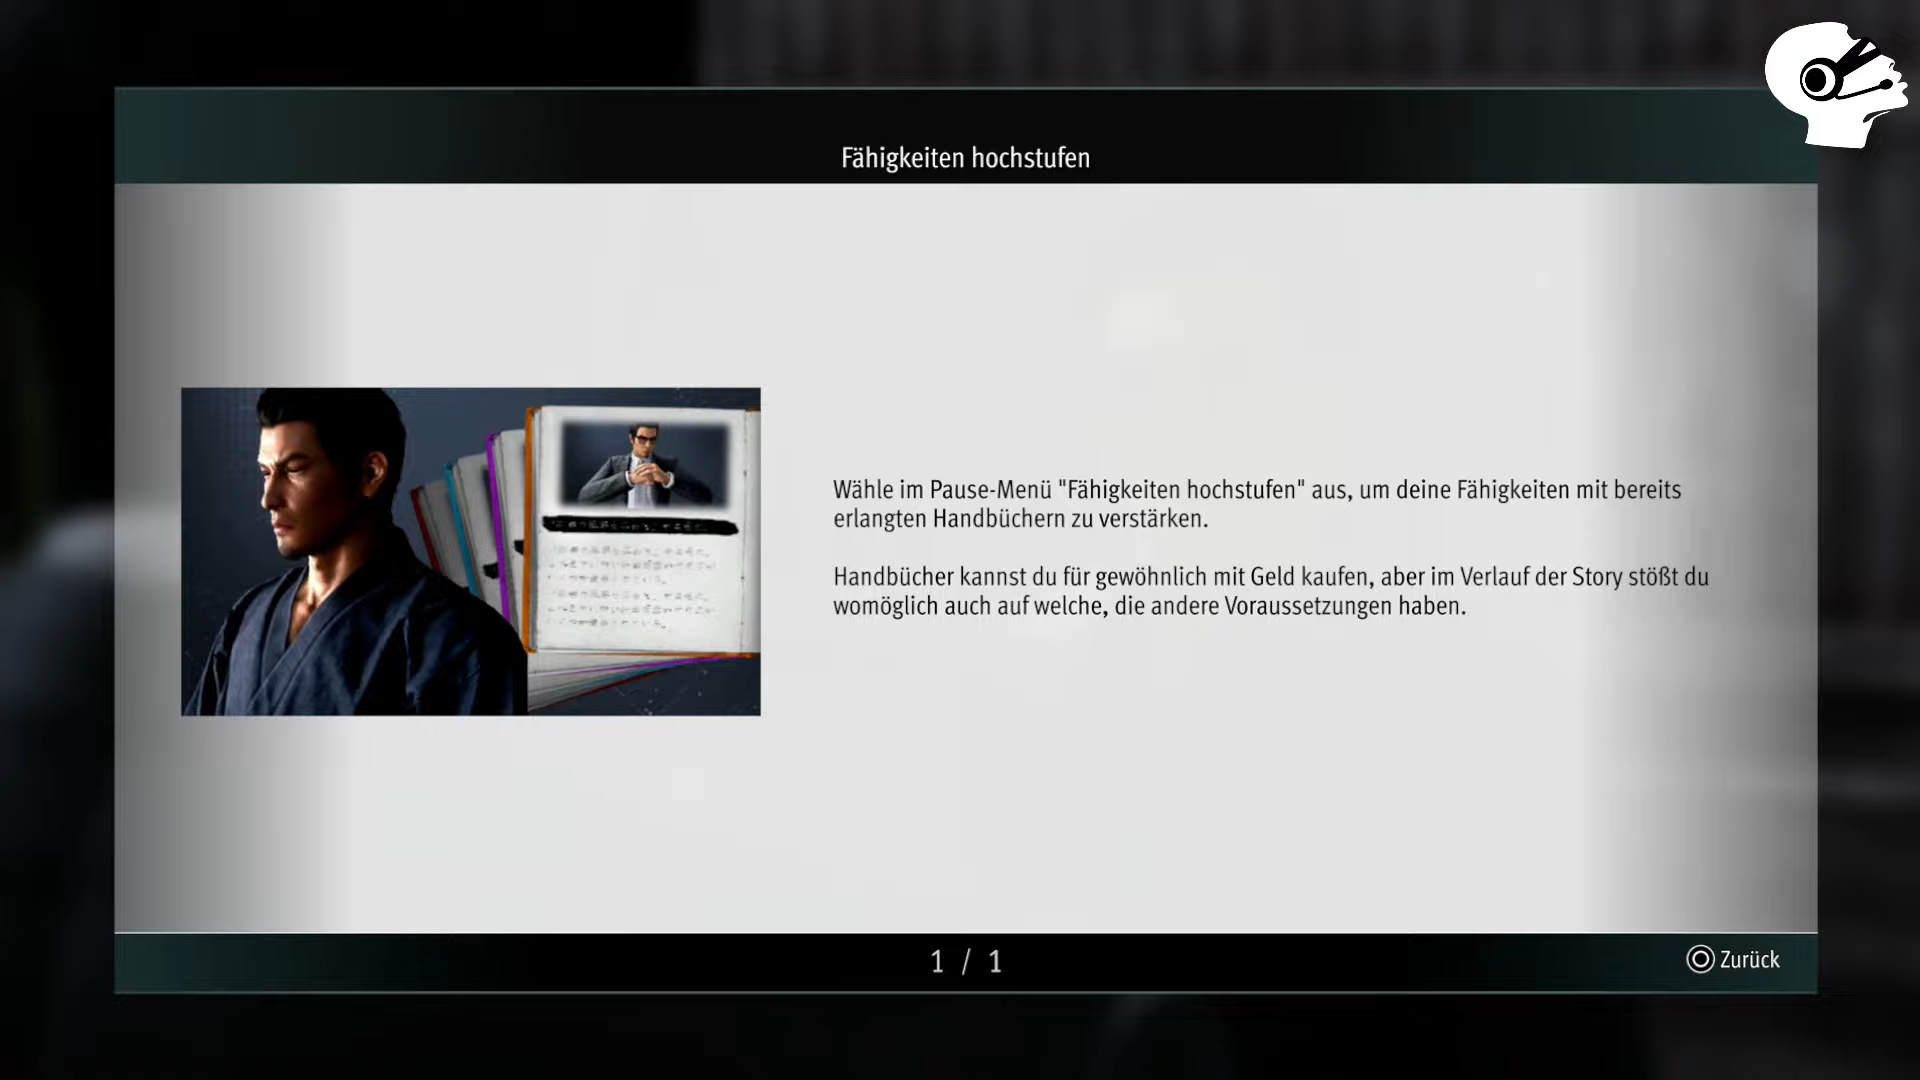 Fähigkeiten hochstufen
Wähle im Pause-Menü "Fähigkeiten hochstufen" aus, um deine Fähigkeiten mit bereits
erlangten Handbüchern zu verstärken.
Handbücher kannst du für gewöhnlich mit Geld kaufen, aber im Verlauf der Story stößt du
womöglich auch auf welche, die andere Voraussetzungen haben.
1 / 1
Zurück